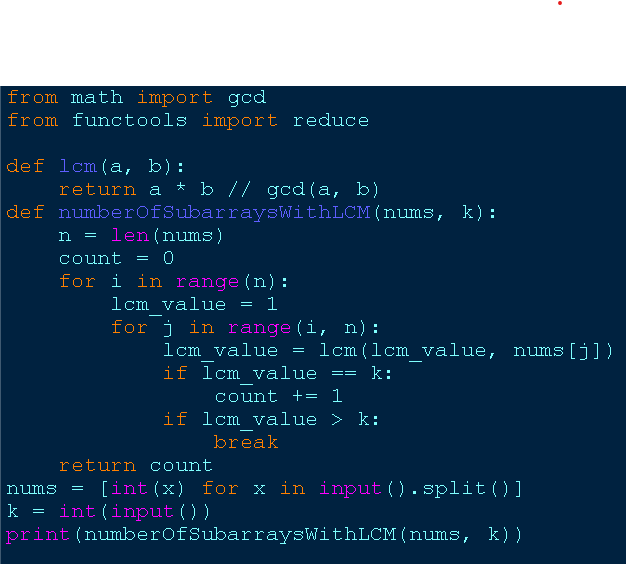 from math import gcd
from functools import reduce

def lcm(a, b):
    return a * b // gcd(a, b)
def numberOfSubarraysWithLCM(nums, k):
    n = len(nums)
    count = 0
    for i in range(n):
        lcm_value = 1
        for j in range(i, n):
            lcm_value = lcm(lcm_value, nums[j])
            if lcm_value == k:
                count += 1
            if lcm_value > k:
                break
    return count
nums = [int(x) for x in input().split()]
k = int(input())
print(numberOfSubarraysWithLCM(nums, k))